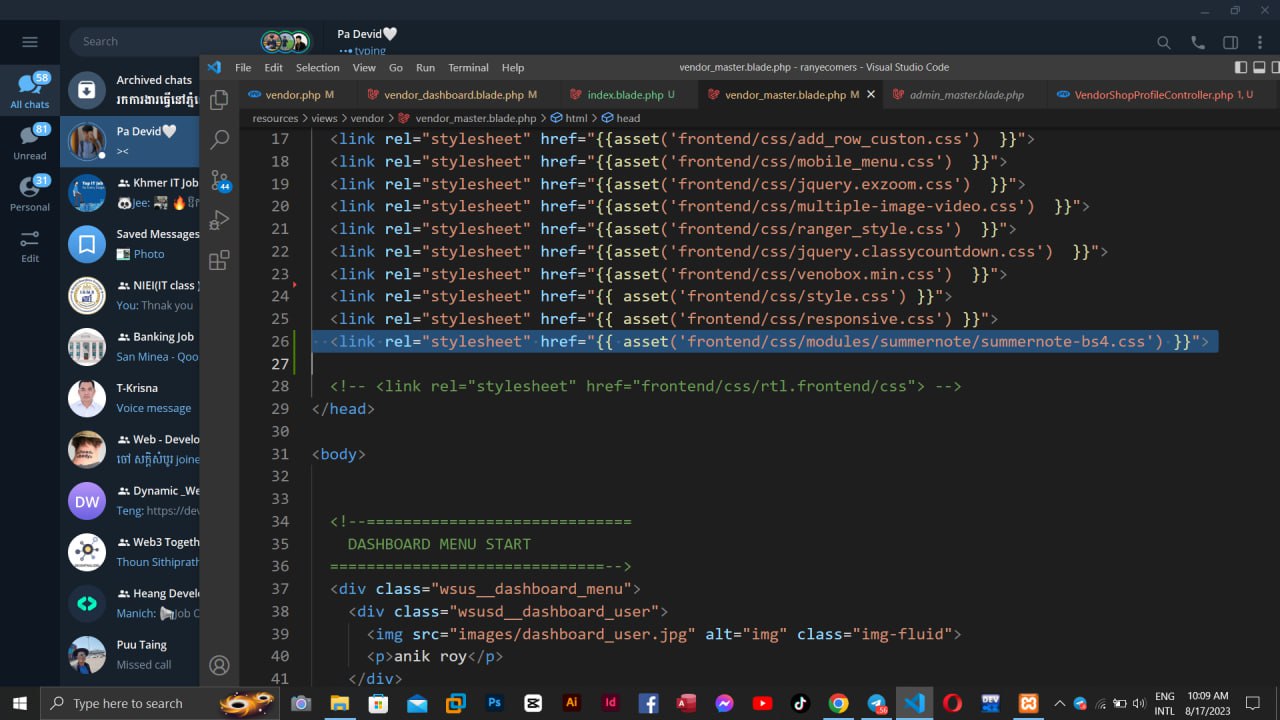 Search
Pa Devid🤍
typing
58
All chats
81
Unread
31
Personal
Edit
Archived chats
Pa Devid🤍
><
Khmer IT Job
Jee:
Saved Messages
Photo
NIEI(IT class )
You: Thnak you
Banking Job
San Minea - Qoo
T-Krisna
Voice message
Web - Develo
ចៅ សក្តិសំបូរ joine
DW
Dynamic _We
Teng: https://dev
Web3 Togeth
Thoun Sithiprath
Heang Devel
Manich: 📢Job O
Puu Taing
Missed call
File Edit Selection View Go Run Terminal Help
vendor_master.blade.php - ranyecomers - Visual Studio Code
vendor.php M
vendor_dashboard.blade.php M
index.blade.php U
vendor_master.blade.php M
admin_master.blade.php
VendorShopProfileController.php 1, U
resources > views > vendor > vendor_master.blade.php > html > head
44
17 <link rel="stylesheet" href="{{asset('frontend/css/add_row_custon.css')  }}">
18 <link rel="stylesheet" href="{{asset('frontend/css/mobile_menu.css')  }}">
19 <link rel="stylesheet" href="{{asset('frontend/css/jquery.exzoom.css')  }}">
20 <link rel="stylesheet" href="{{asset('frontend/css/multiple-image-video.css')  }}">
21 <link rel="stylesheet" href="{{asset('frontend/css/ranger_style.css')  }}">
22 <link rel="stylesheet" href="{{asset('frontend/css/jquery.classycountdown.css')  }}">
23 <link rel="stylesheet" href="{{asset('frontend/css/venobox.min.css')  }}">
24 <link rel="stylesheet" href="{{ asset('frontend/css/style.css') }}">
25 <link rel="stylesheet" href="{{ asset('frontend/css/responsive.css') }}">
26 <link rel="stylesheet" href="{{ asset('frontend/css/modules/summernote/summernote-bs4.css') }}">
27
28 <!-- <link rel="stylesheet" href="frontend/css/rtl.frontend/css"> -->
29 </head>
30
31 <body>
32
33
34 <!--=============================
35 DASHBOARD MENU START
36 ==============================-->
37 <div class="wsus__dashboard_menu">
38 <div class="wsusd__dashboard_user">
39 <img src="images/dashboard_user.jpg" alt="img" class="img-fluid">
40 <p>anik roy</p>
41 </div>
Type here to search
Ps
Ai
Id
DEV
56
ENG
INTL
10:09 AM
8/17/2023